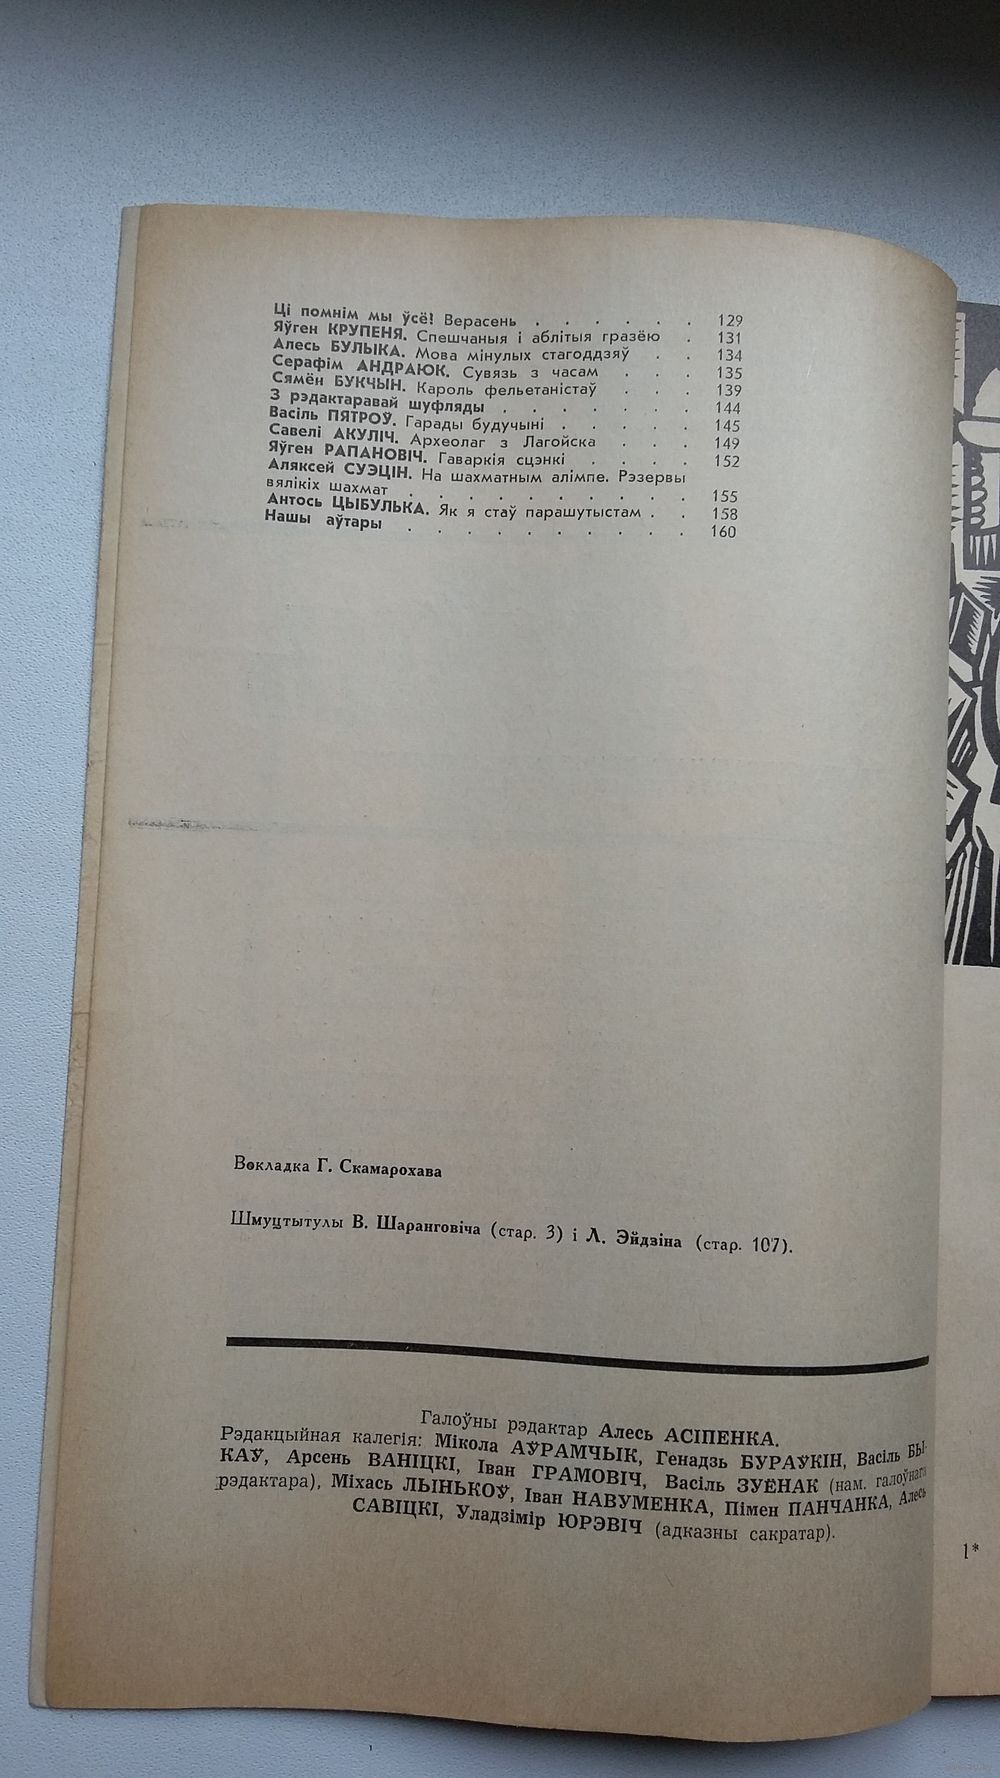 Ці помнім мы ўсё! Верасень . . . . . . 129
Яўген КРУПЕНЯ. Спешчаныя і аблітыя гразёю . 131
Алесь БУЛЫКА. Мова мінулых стагоддзяў . . 134
Серафім АНДРАЮК. Сувязь з часам . . . 135
Сямён БУКЧЫН. Кароль фельетаністаў . . . 139
З рэдактаравай шуфляды . . . . . . . 144
Васіль ПЯТРОЎ. Гарады будучыні . . . . . 145
Савелі АКУЛІЧ. Археолаг з Лагойска . . . 149
Яўген РАПАНОВІЧ. Гаваркія сцэнкі . . . . 152
Аляксей СУЭЦІН. На шахматным алімпе. Рэзервы
вялікіх шахмат . . . . . . . . . . 155
Антось ЦЫБУЛЬКА. Як я стаў парашутыстам . . 158
Нашы аўтары . . . . . . . . . . 160
Вокладка Г. Скамарохава
Шмуцтытулы В. Шаранговіча (стар. 3) і Л. Эйдзіна (стар. 107).
Галоўны рэдактар Алесь АСІПЕНКА.
Рэдакцыйная калегія: Мікола АЎРАМЧЫК, Генадзь БУРАЎКІН, Васіль БЫ-
КАЎ, Арсень ВАНІЦКІ, Іван ГРАМОВІЧ, Васіль ЗУЁНАК (нам. галоўнага
рэдактара), Міхась ЛЫНЬКОЎ, Іван НАВУМЕНКА, Пімен ПАНЧАНКА, Алесь
САВІЦКІ, Уладзімір ЮРЭВІЧ (адказны сакратар).
1*